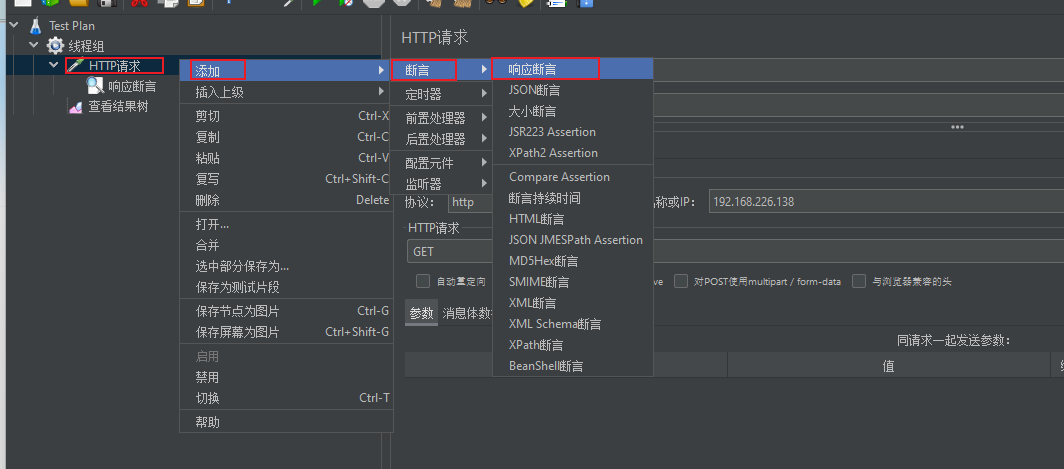 Test Plan
线程组
HTTP请求
响应断言
查看结果树
添加
插入上级
剪切 Ctrl-X
复制 Ctrl-C
粘贴 Ctrl-V
复写 Ctrl+Shift-C
删除 Delete
打开...
合并
选中部分保存为...
保存为测试片段
保存节点为图片 Ctrl-G
保存屏幕为图片 Ctrl+Shift-G
启用
禁用
切换 Ctrl-T
帮助
断言
定时器
前置处理器
后置处理器
配置元件
监听器
响应断言
JSON断言
大小断言
JSR223 Assertion
XPath2 Assertion
Compare Assertion
断言持续时间
HTML断言
JSON JMESPath Assertion
MD5Hex断言
SMIME断言
XML断言
XML Schema断言
XPath断言
BeanShell断言
HTTP请求
协议: http 名称或IP: 192.168.226.138
HTTP请求
GET
自动重定向 ve 对POST使用multipart / form-data 与浏览器兼容的头
参数 消息体数
同请求一起发送参数:
值